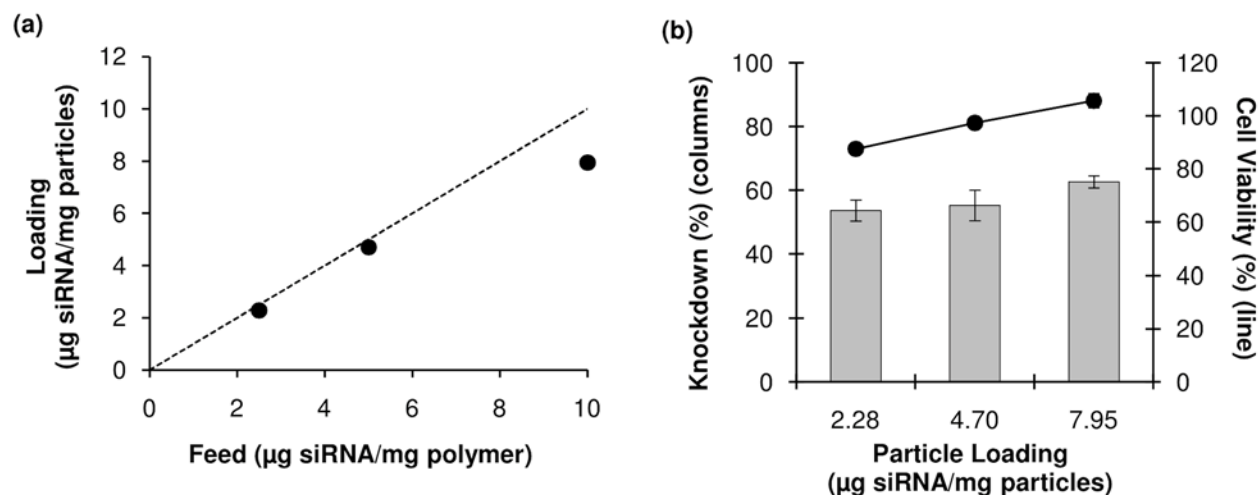 (a)
12
10
8
6
4
2
0
0 2 4 6 8 10
Loading
(µg siRNA/mg particles)
Feed (µg siRNA/mg polymer)
(b)
100
80
60
40
20
0
120
100
80
60
40
20
0
Knockdown (%) (columns)
Cell Viability (%) (line)
2.28 4.70 7.95
Particle Loading
(µg siRNA/mg particles)